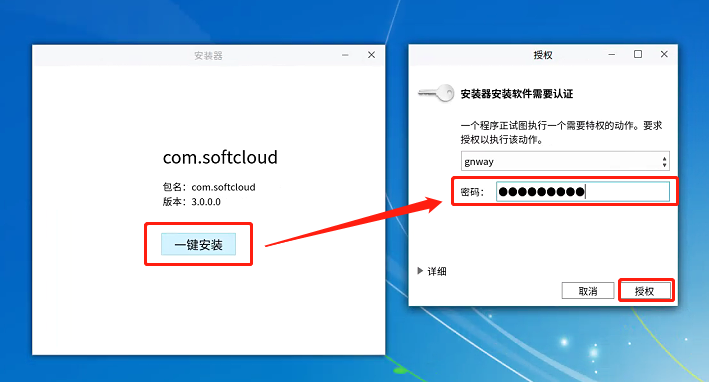 安装器
com.softcloud
包名：com.softcloud
版本：3.0.0.0
一键安装
授权
安装器安装软件需要认证
一个程序正试图执行一个需要特权的动作。要求
授权以执行该动作。
gnway
密码：●●●●●●●●●
详细
取消
授权